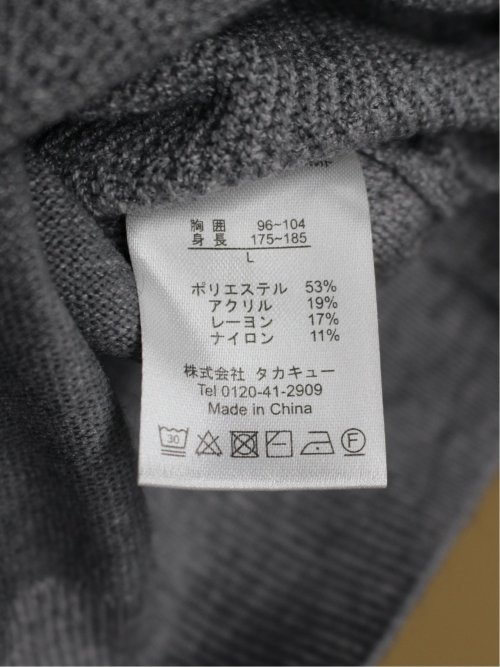 胸囲 96~104
身長 175~185
L
ポリエステル 53%
アクリル 19%
レーヨン 17%
ナイロン 11%
株式会社 タカキュー
Tel 0120-41-2909
Made in China
30 F